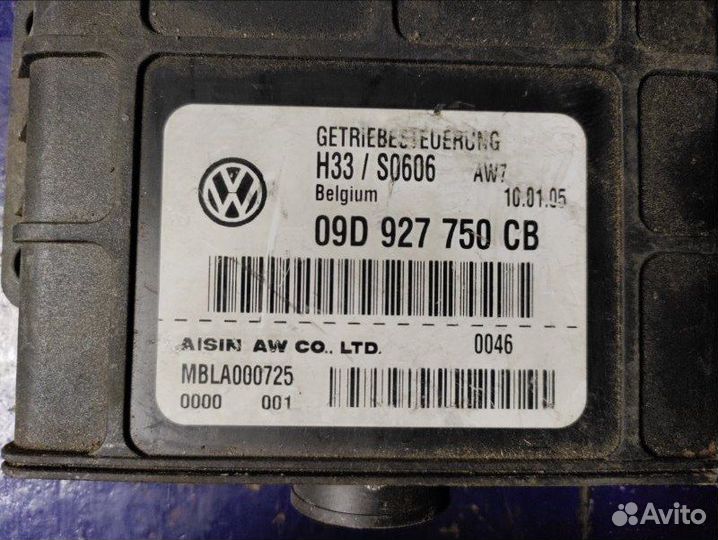 GETRIEBESTEUERUNG
H33 / S0606 AW7
Belgium 10.01.05
09D 927 750 CB
AISIN AW CO., LTD. 0046
MBLA000725
0000 001
Avito